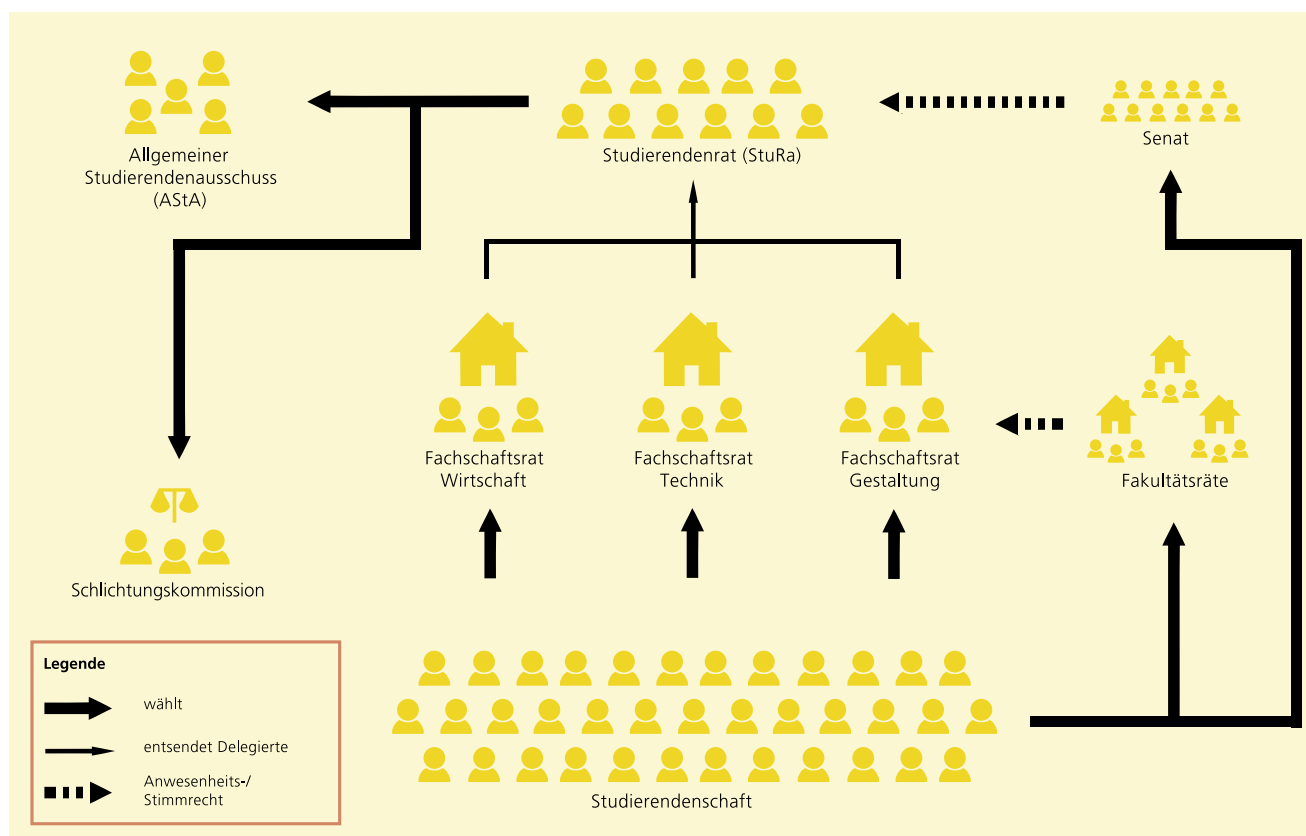 Allgemeiner
Studierendenausschuss
(AStA)
Studierendenrat (StuRa)
Senat
Fachschaftsrat
Wirtschaft
Fachschaftsrat
Technik
Fachschaftsrat
Gestaltung
Fakultätsräte
Schlichtungskommission
Legende
wählt
entsendet Delegierte
Anwesenheits-/
Stimmrecht
Studierendenschaft